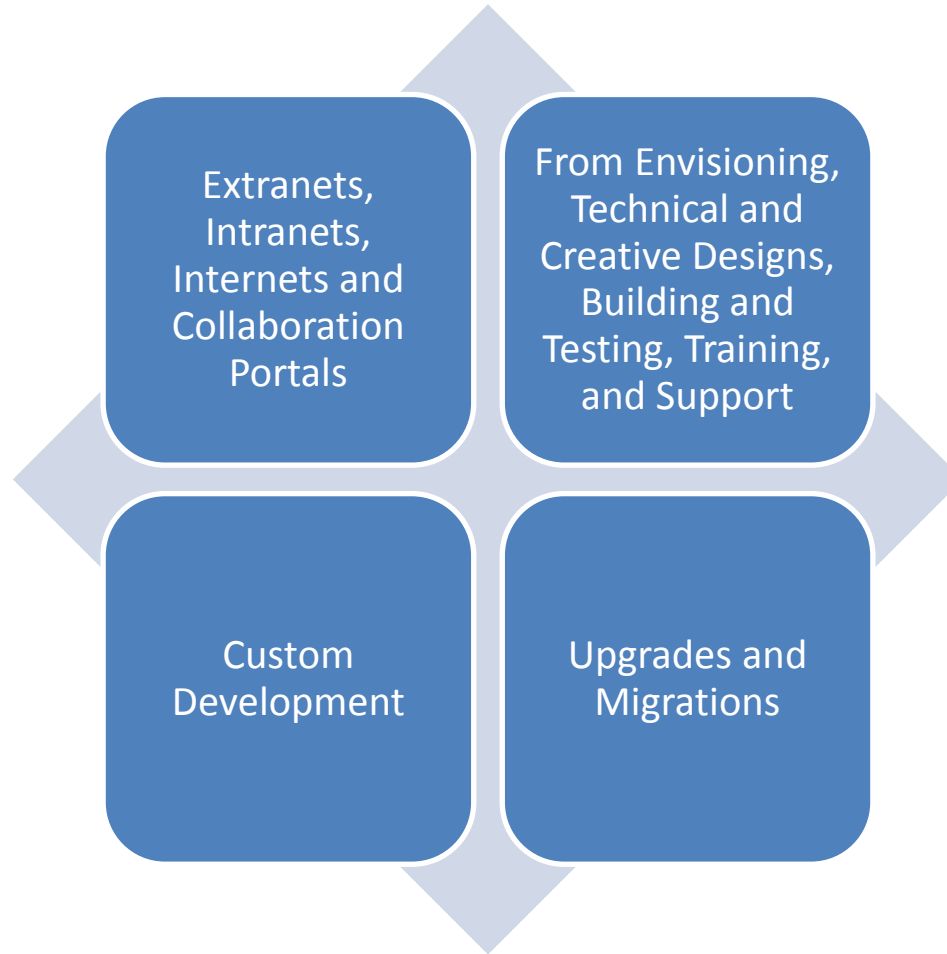 Extranets,
Intranets,
Internets and
Collaboration
Portals
From Envisioning,
Technical and
Creative Designs,
Building and
Testing, Training,
and Support
Custom
Development
Upgrades and
Migrations